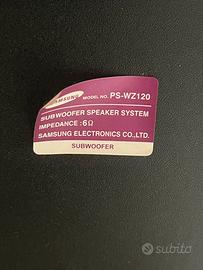 SAMSUNG MODEL NO. PS-WZ120
SUBWOOFER SPEAKER SYSTEM
IMPEDANCE : 6Ω
SAMSUNG ELECTRONICS CO., LTD.
SUBWOOFER
subito